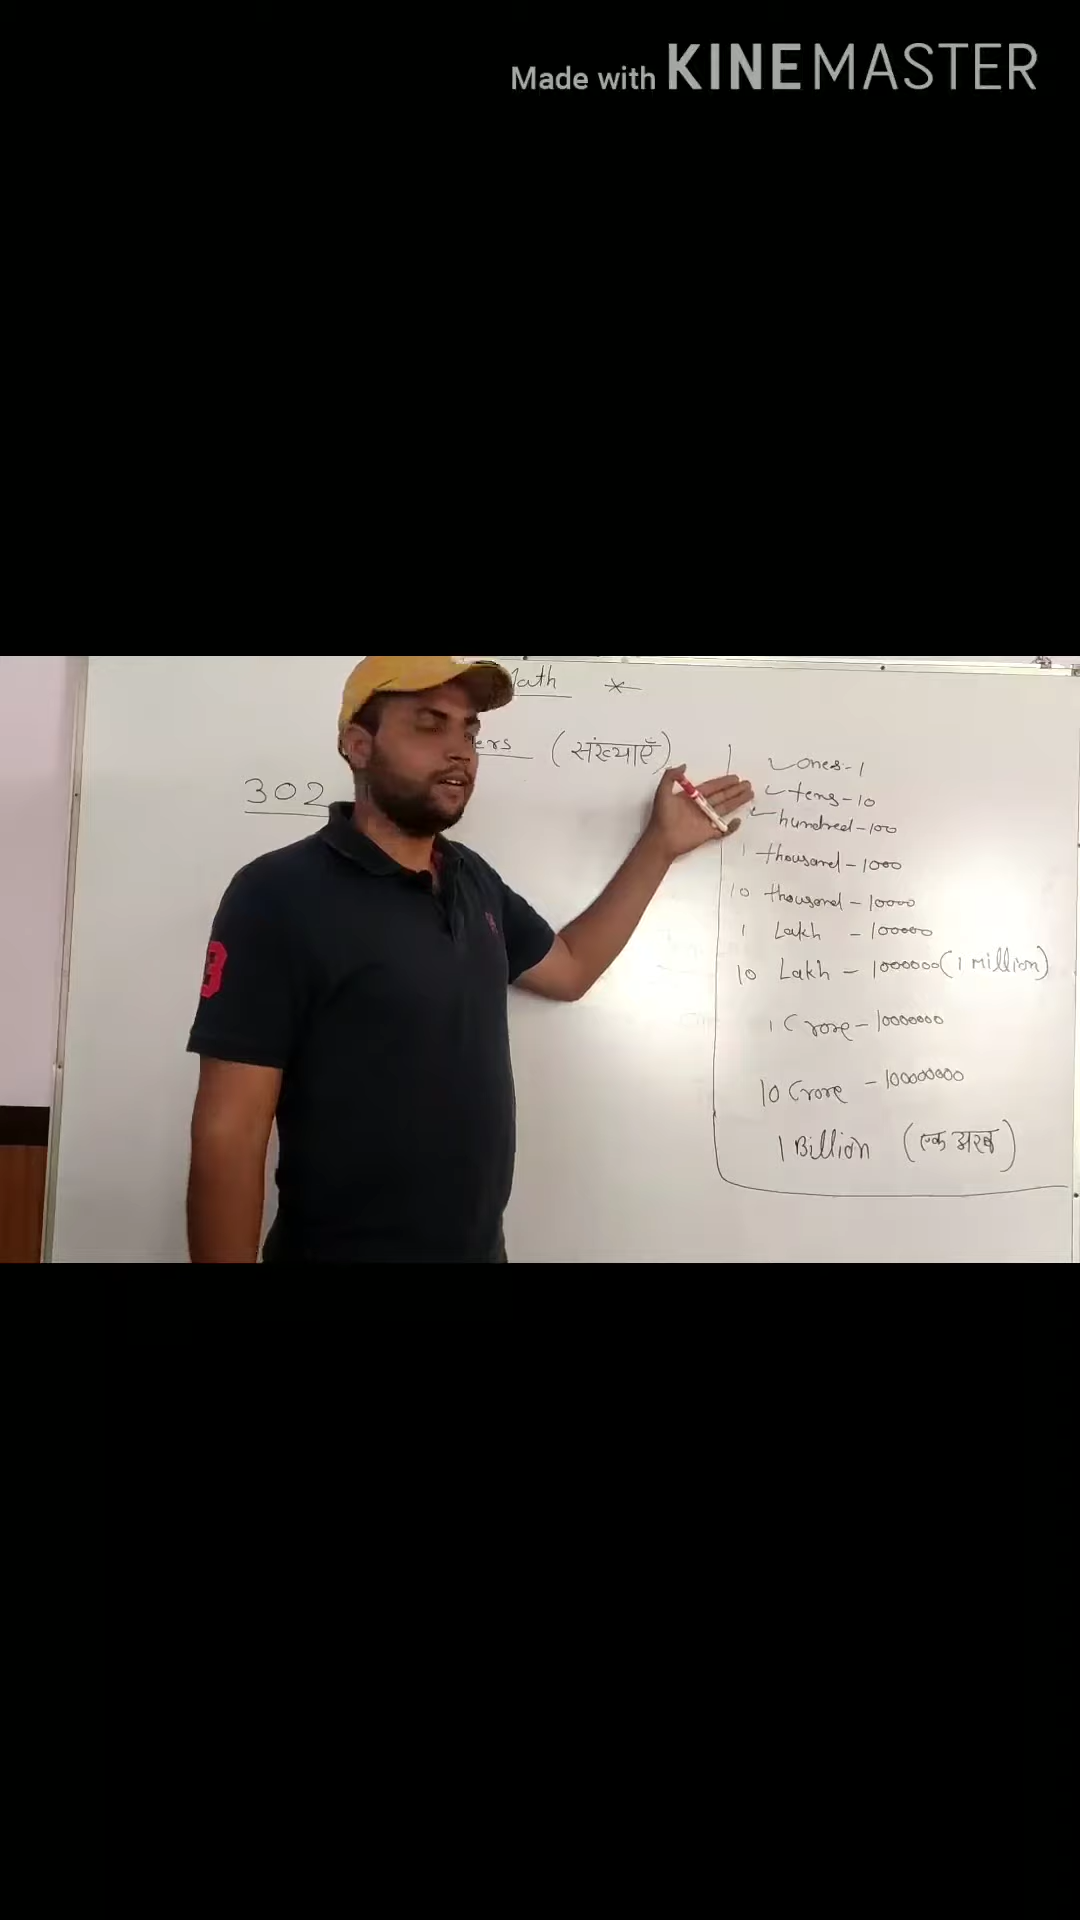 Made with KINEMASTER
Math *
ers (संख्याएँ)
302
ones-1
tens-10
hundred-100
1 thousand-1000
10 thousand-10000
1 Lakh - 100000
10 Lakh - 1000000 (1 Million)
1 Crore-10000000
10 Crore - 100000000
1 Billion (एक अरब)